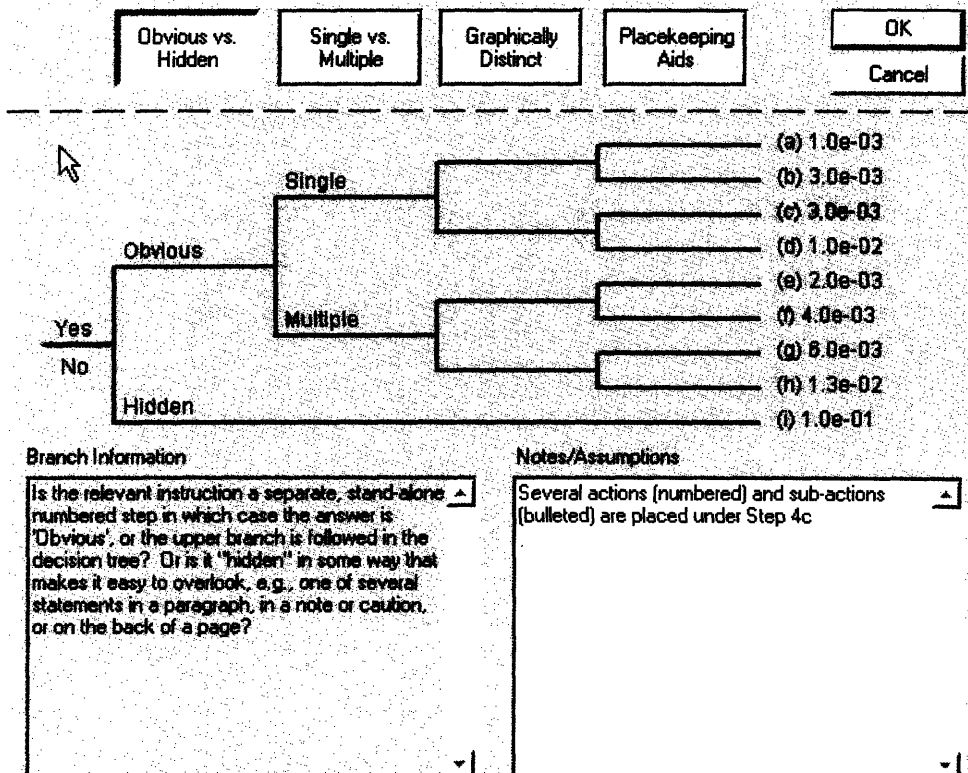 Obvious vs.
Hidden
Single vs.
Multiple
Graphically
Distinct
Placekeeping
Aids
OK
Cancel
(a) 1.0e-03
(b) 3.0e-03
Single
(c) 3.0e-03
(d) 1.0e-02
Obvious
(e) 2.0e-03
(f) 4.0e-03
Multiple
Yes
(g) 6.0e-03
No
(h) 1.3e-02
Hidden
(i) 1.0e-01
Branch Information
Is the relevant instruction a separate, stand-alone
numbered step in which case the answer is
'Obvious', or the upper branch is followed in the
decision tree? Or is it "hidden" in some way that
makes it easy to overlook, e.g., one of several
statements in a paragraph, in a note or caution,
or on the back of a page?
Notes/Assumptions
Several actions (numbered) and sub-actions
(bulleted) are placed under Step 4c